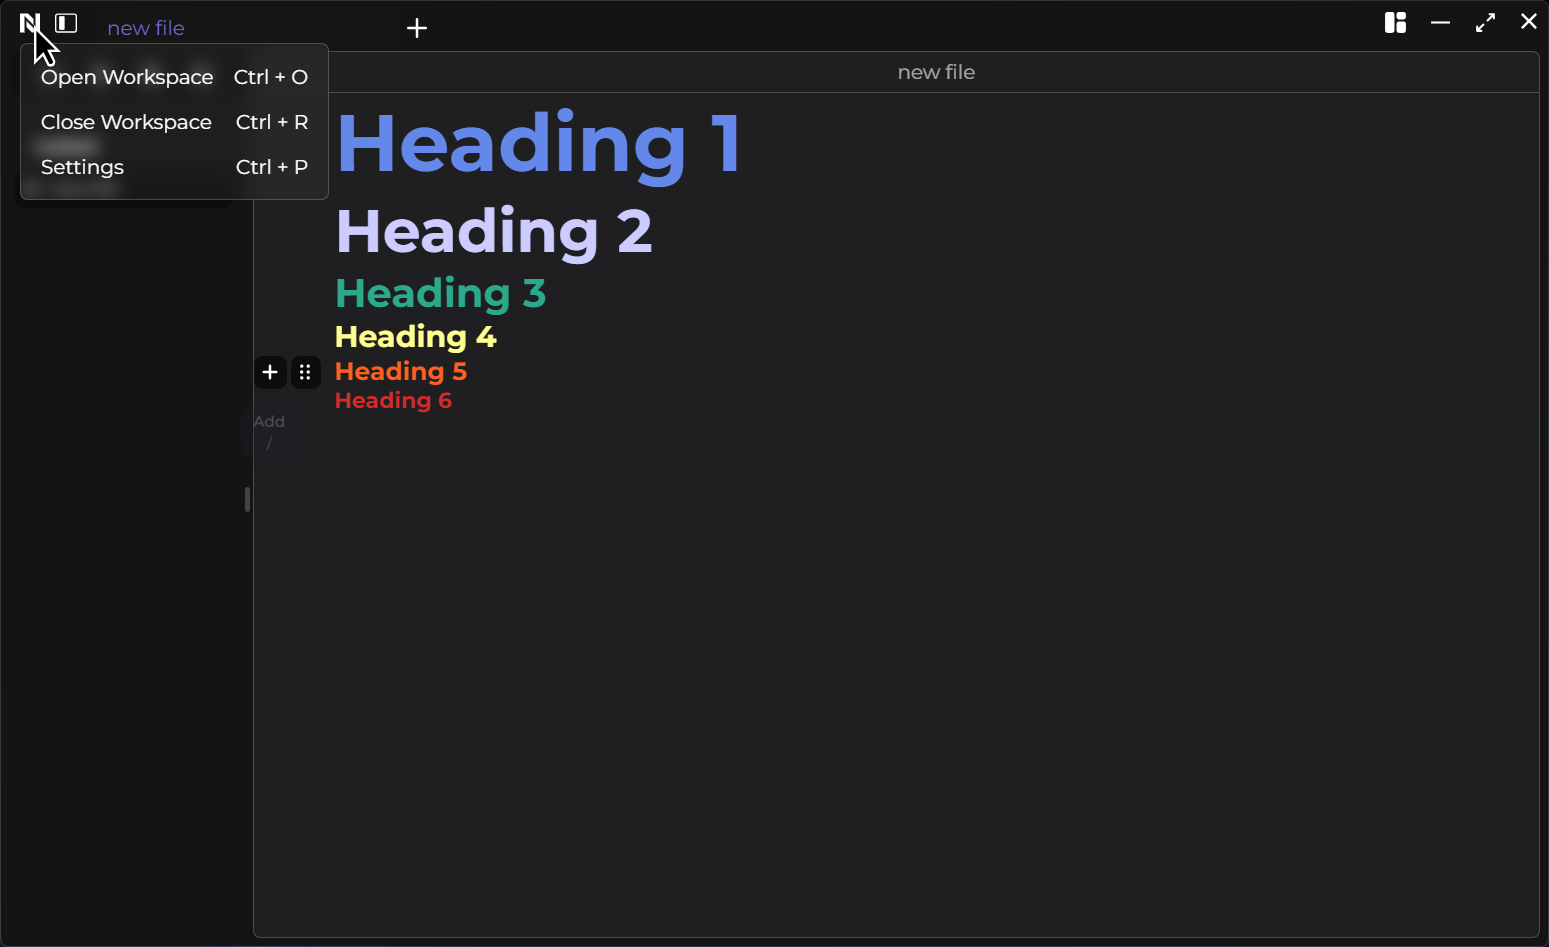 new file
Open Workspace Ctrl + O
Close Workspace Ctrl + R
Settings Ctrl + P
new file
Heading 1
Heading 2
Heading 3
Heading 4
Heading 5
Heading 6
Add
/